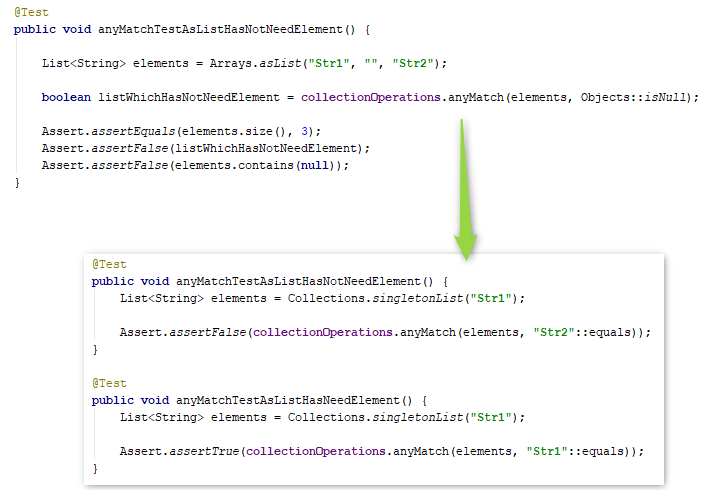 @Test
public void anyMatchTestAsListHasNotNeedElement() {
List<String> elements = Arrays.asList("Str1", "", "Str2");
boolean listWhichHasNotNeedElement = collectionOperations.anyMatch(elements, Objects::isNull);
Assert.assertEquals(elements.size(), 3);
Assert.assertFalse(listWhichHasNotNeedElement);
Assert.assertFalse(elements.contains(null));
}
@Test
public void anyMatchTestAsListHasNotNeedElement() {
List<String> elements = Collections.singletonList("Str1");
Assert.assertFalse(collectionOperations.anyMatch(elements, "Str2"::equals));
}
@Test
public void anyMatchTestAsListHasNeedElement() {
List<String> elements = Collections.singletonList("Str1");
Assert.assertTrue(collectionOperations.anyMatch(elements, "Str1"::equals));
}